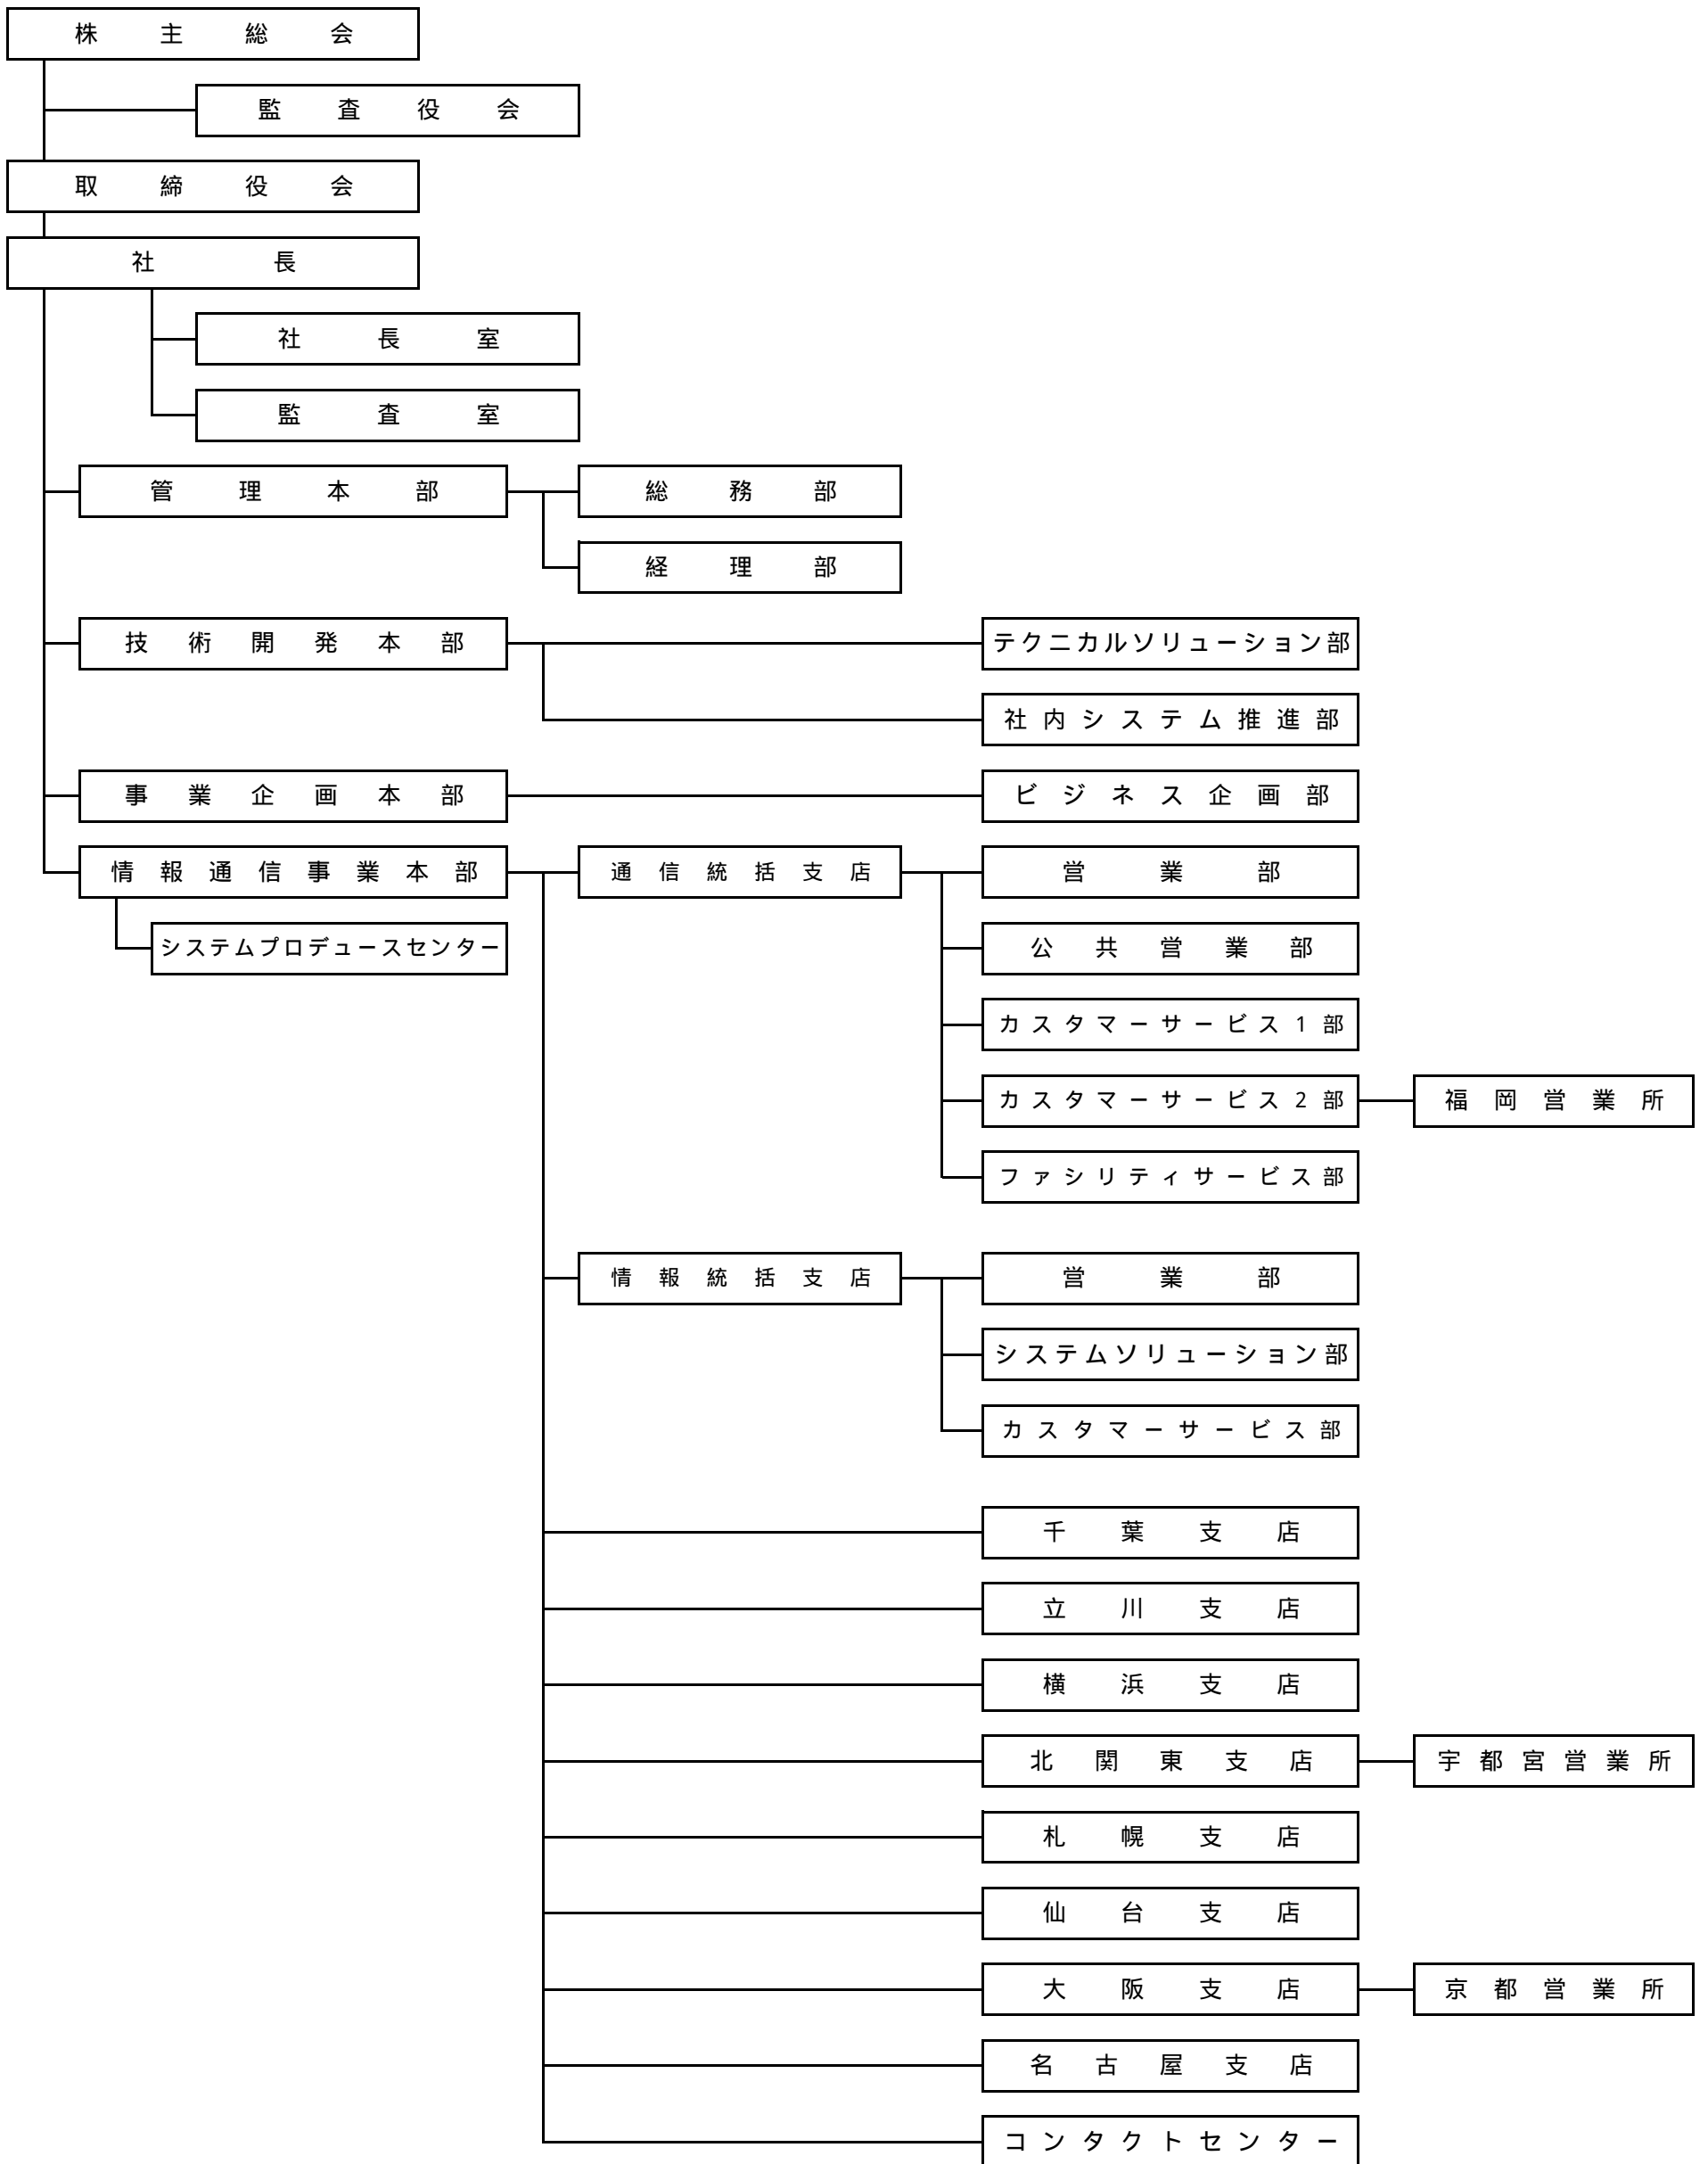 株主総会
監査役会
取締役会
社長
社長室
監査室
管理本部 総務部
経理部
技術開発本部 テクニカルソリューション部
社内システム推進部
事業企画本部 ビジネス企画部
情報通信事業本部 通信統括支店 営業部
システムプロデュースセンター 公共営業部
カスタマーサービス1部
カスタマーサービス2部 福岡営業所
ファシリティサービス部
情報統括支店 営業部
システムソリューション部
カスタマーサービス部
千葉支店
立川支店
横浜支店
北関東支店 宇都宮営業所
札幌支店
仙台支店
大阪支店 京都営業所
名古屋支店
コンタクトセンター